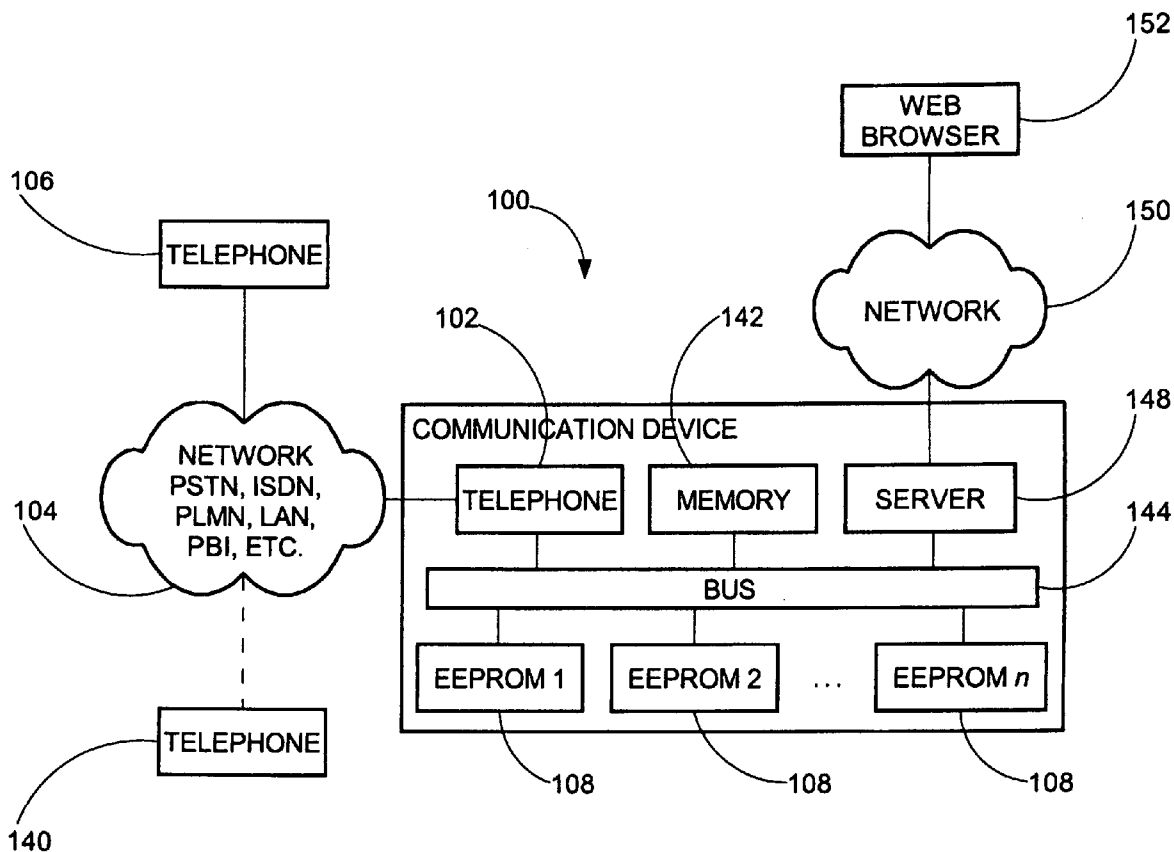 152
WEB
BROWSER
106
100
150
TELEPHONE
NETWORK
102
142
148
COMMUNICATION DEVICE
NETWORK
PSTN, ISDN,
PLMN, LAN,
PBI, ETC.
TELEPHONE
MEMORY
SERVER
144
104
BUS
EEPROM 1
EEPROM 2
...
EEPROM n
TELEPHONE
108
108
108
140